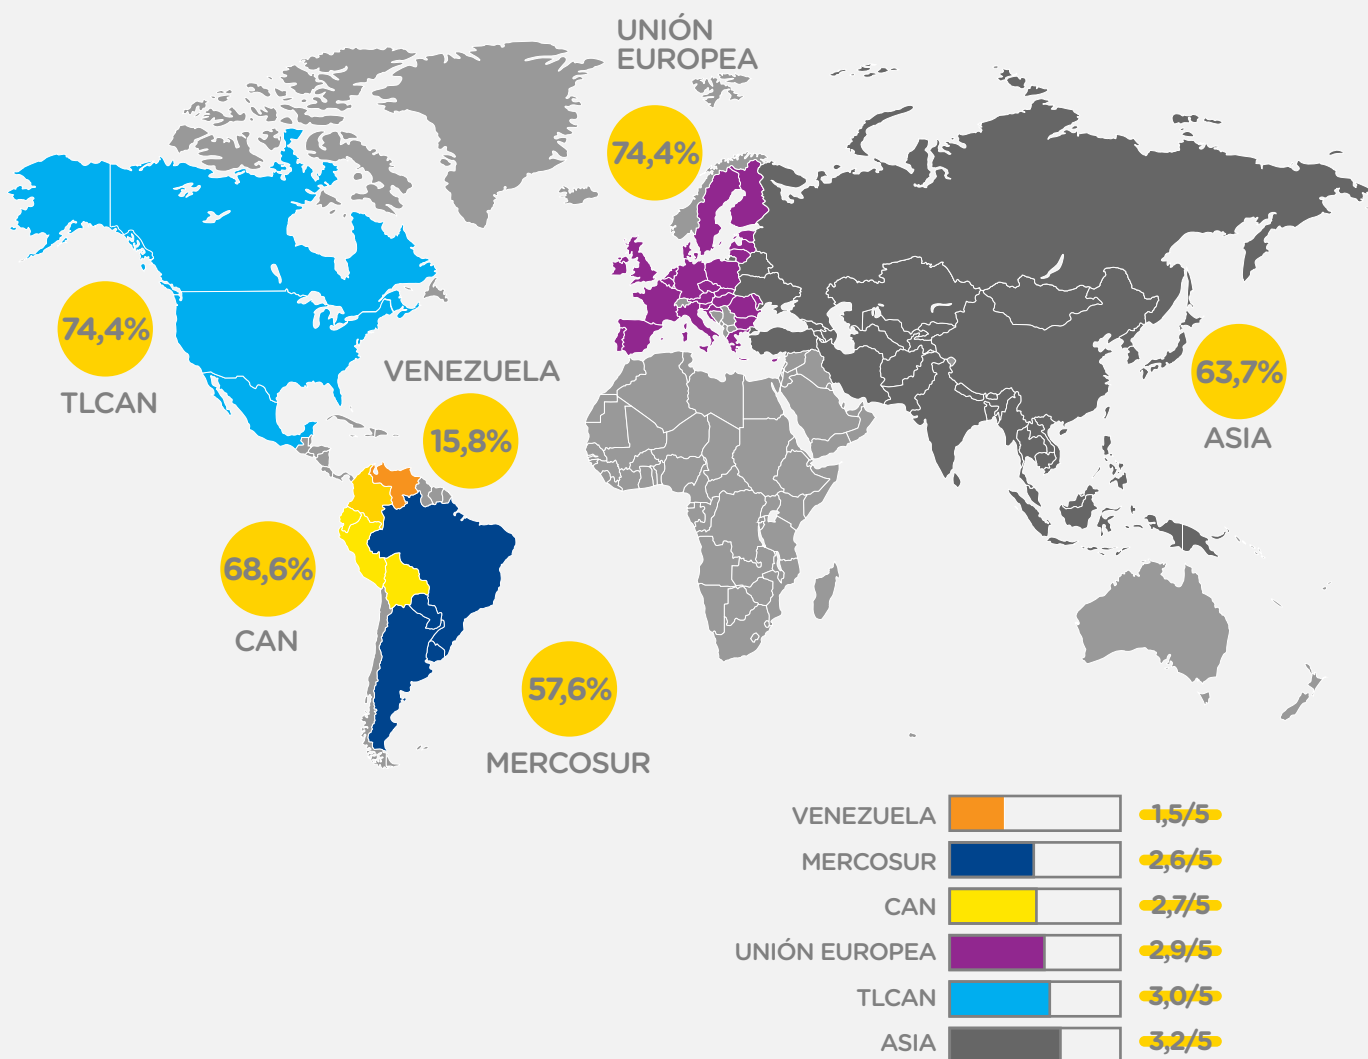 UNIÓN
EUROPEA
74,4%
74,4%
TLCAN
VENEZUELA
15,8%
63,7%
ASIA
68,6%
CAN
57,6%
MERCOSUR
VENEZUELA 1,5/5
MERCOSUR 2,6/5
CAN 2,7/5
UNIÓN EUROPEA 2,9/5
TLCAN 3,0/5
ASIA 3,2/5